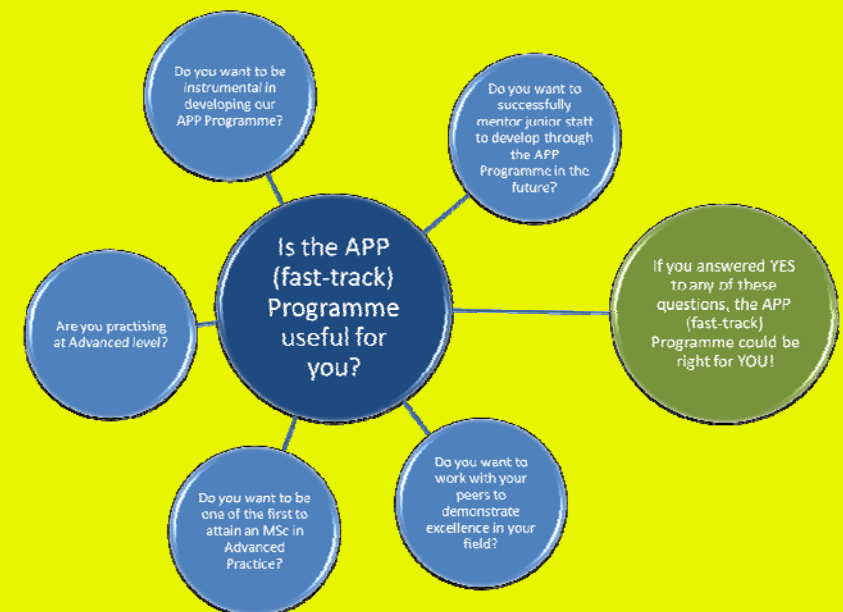 Do you want to be
instrumental in
developing our
APP Programme?
Do you want to
successfully
mentor junior staff
to develop through
the APP
Programme in the
future?
Is the APP
(fast-track)
Programme
useful for
you?
If you answered YES
to any of these
questions, the APP
(fast-track)
Programme could be
right for YOU!
Are you practising
at Advanced level?
Do you want to be
one of the first to
attain an MSc in
Advanced
Practice?
Do you want to
work with your
peers to
demonstrate
excellence in your
field?